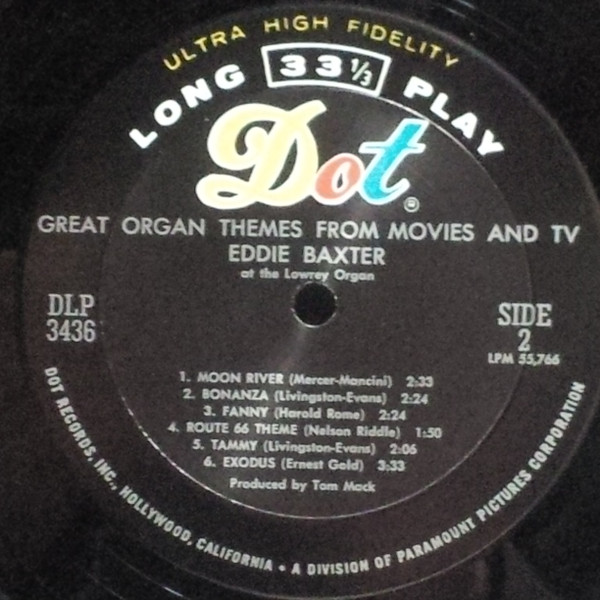 ULTRA HIGH FIDELITY
LONG 33 1/3 PLAY
Dot®
GREAT ORGAN THEMES FROM MOVIES AND TV
EDDIE BAXTER
at the Lowrey Organ
DLP
3436
SIDE
2
LPM 55,766
1. MOON RIVER (Mercer-Mancini) 2:33
2. BONANZA (Livingston-Evans) 2:24
3. FANNY (Harold Rome) 2:24
4. ROUTE 66 THEME (Nelson Riddle) 1:50
5. TAMMY (Livingston-Evans) 2:06
6. EXODUS (Ernest Gold) 3:33
Produced by Tom Mack
DOT RECORDS, INC., HOLLYWOOD, CALIFORNIA • A DIVISION OF PARAMOUNT PICTURES CORPORATION